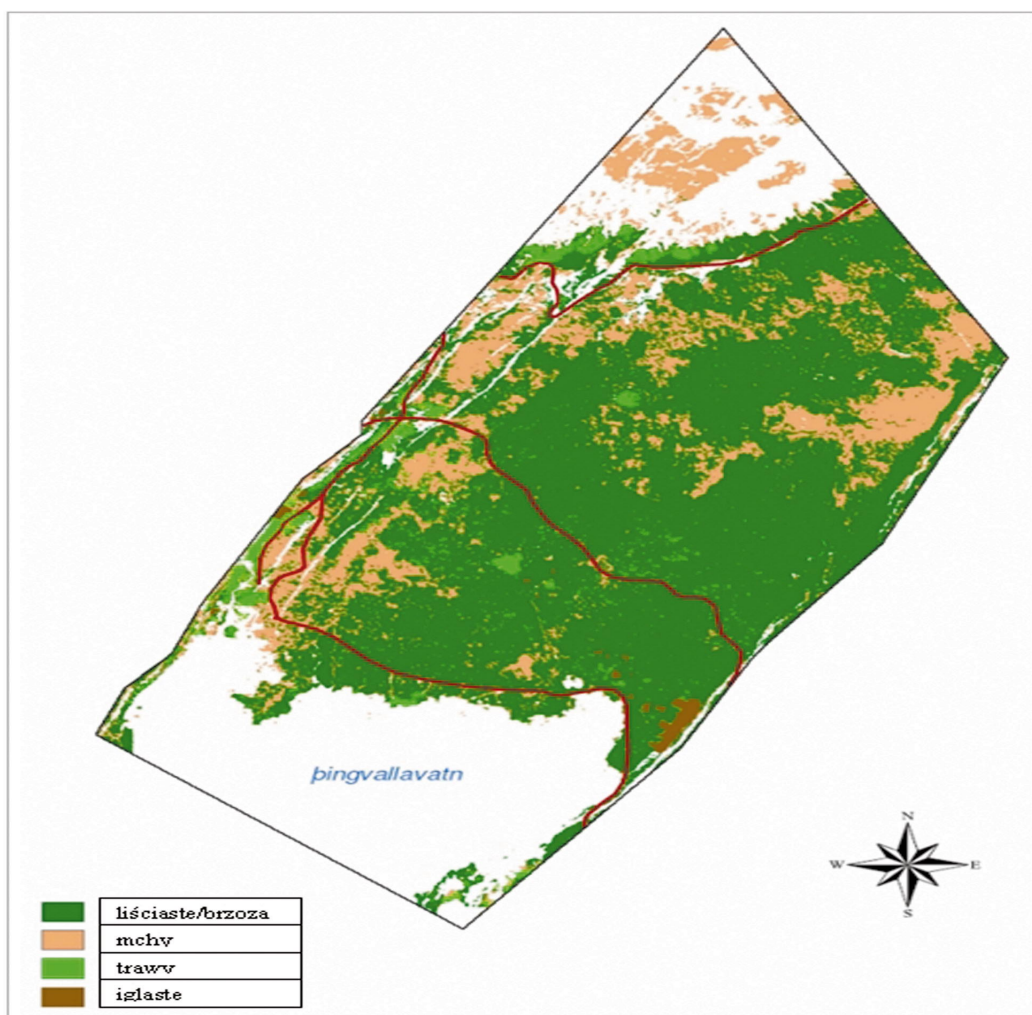 þingvallavatn
N
W E
S
liściaste/brzoza
mchy
trawy
iglaste